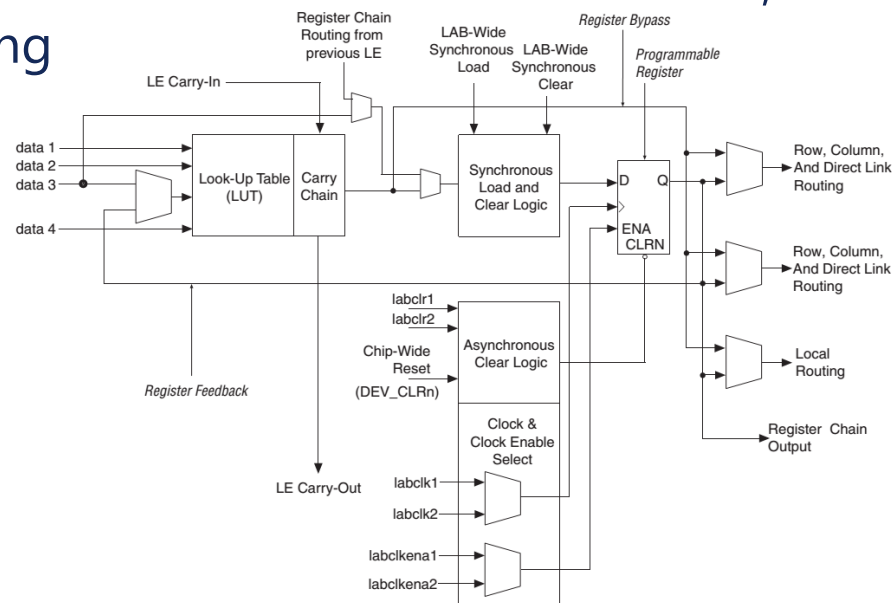 ng
Register Chain
Routing from
previous LE
LAB-Wide
Synchronous
Load
LAB-Wide
Synchronous
Clear
Register Bypass
Programmable
Register
LE Carry-In
data 1
data 2
data 3
data 4
Look-Up Table
(LUT)
Carry
Chain
Synchronous
Load and
Clear Logic
D
Q
ENA
CLRN
Row, Column,
And Direct Link
Routing
Row, Column,
And Direct Link
Routing
Local
Routing
Register Chain
Output
Register Feedback
labclr1
labclr2
Chip-Wide
Reset
(DEV_CLRn)
Asynchronous
Clear Logic
Clock &
Clock Enable
Select
LE Carry-Out
labclk1
labclk2
labclkena1
labclkena2